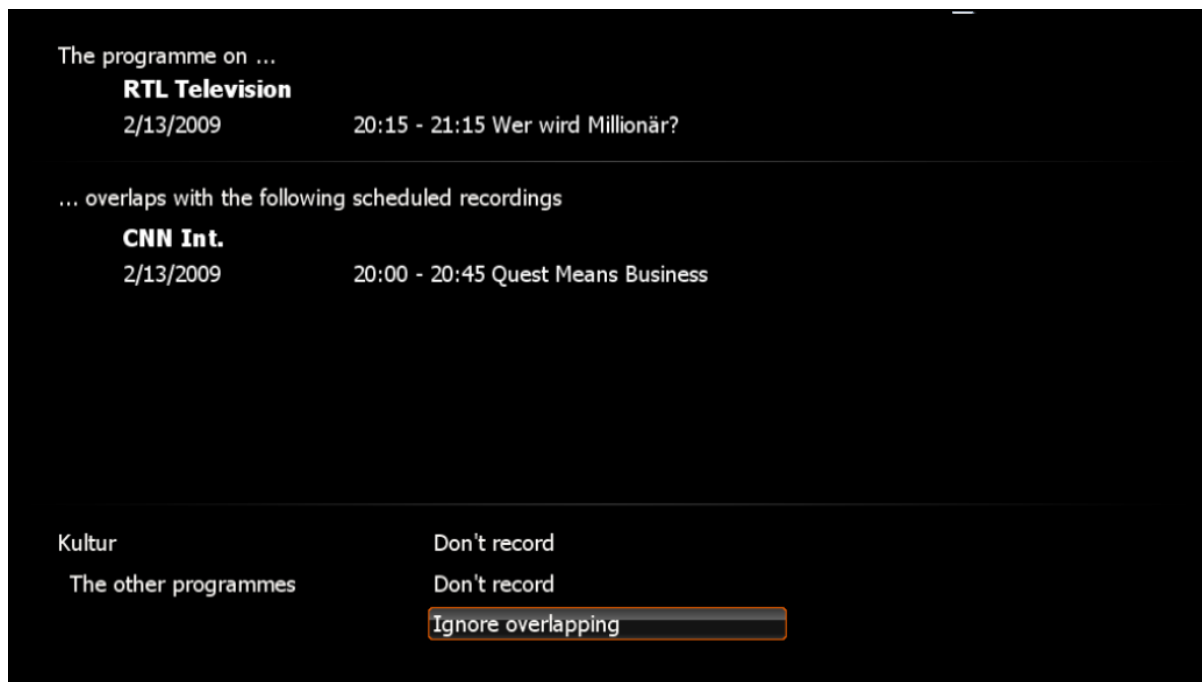 The programme on ...
RTL Television
2/13/2009 20:15 - 21:15 Wer wird Millionär?
... overlaps with the following scheduled recordings
CNN Int.
2/13/2009 20:00 - 20:45 Quest Means Business
Kultur Don't record
The other programmes Don't record
Ignore overlapping